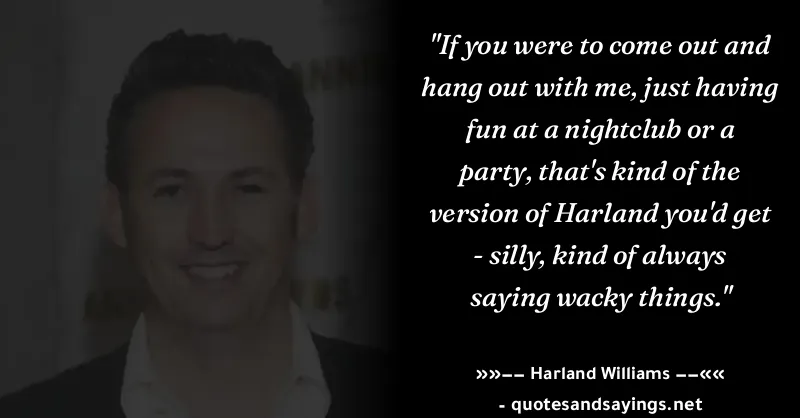 "If you were to come out and
hang out with me, just having
fun at a nightclub or a
party, that's kind of the
version of Harland you'd get
- silly, kind of always
saying wacky things."
»»−− Harland Williams −−««
- quotesandsayings.net